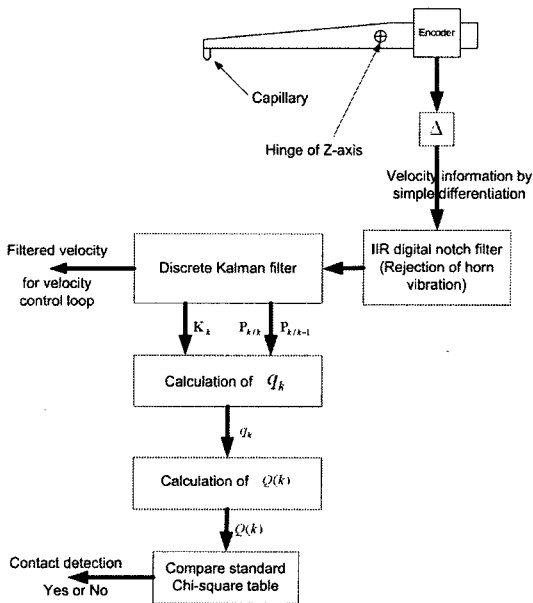 Encoder
Capillary
Δ
Hinge of Z-axis
Velocity information by
simple differentiation
Filtered velocity
for velocity
control loop
Discrete Kalman filter
IIR digital notch filter
(Rejection of horn
vibration)
K_k
P_{k/k} P_{k/k-1}
Calculation of q_k
q_k
Calculation of Q(k)
Q(k)
Contact detection
Yes or No
Compare standard
Chi-square table